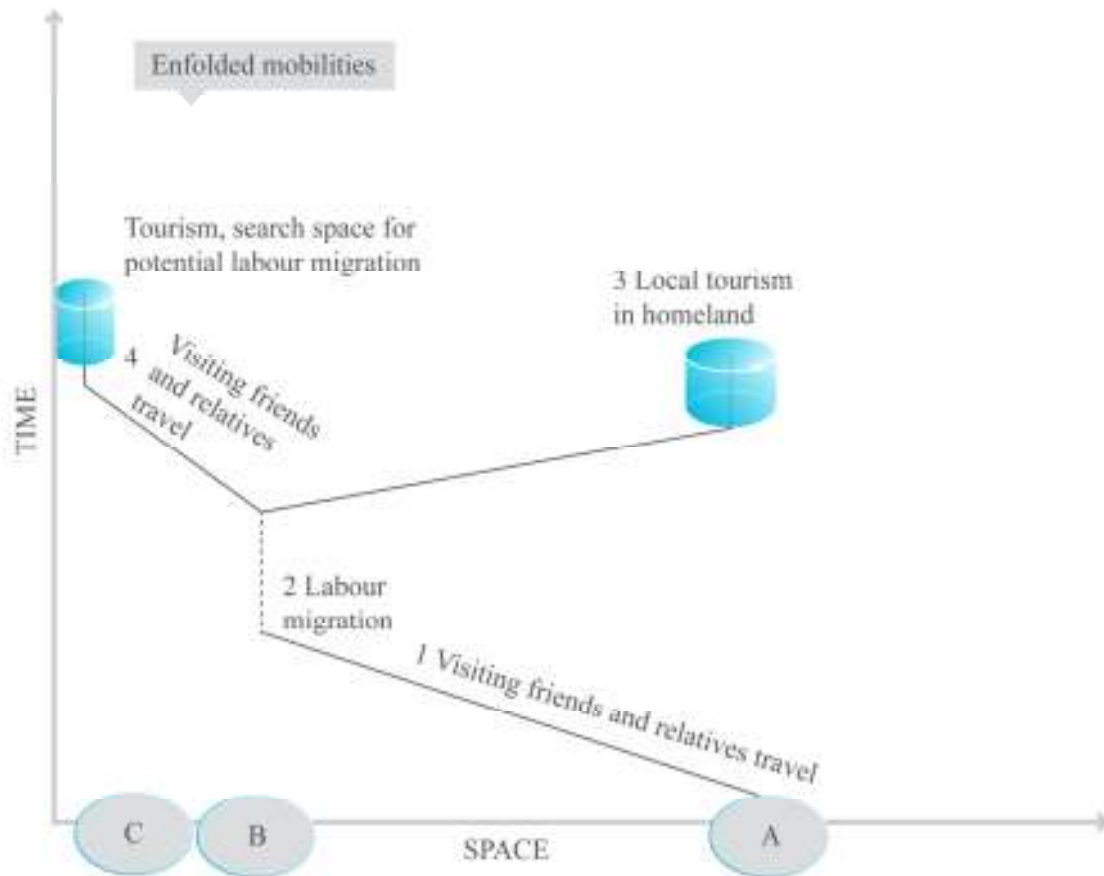 Enfolded mobilities
Tourism, search space for
potential labour migration
3 Local tourism
in homeland
4
Visiting friends
and relatives
travel
TIME
2 Labour
migration
1 Visiting friends and relatives travel
C
B
A
SPACE